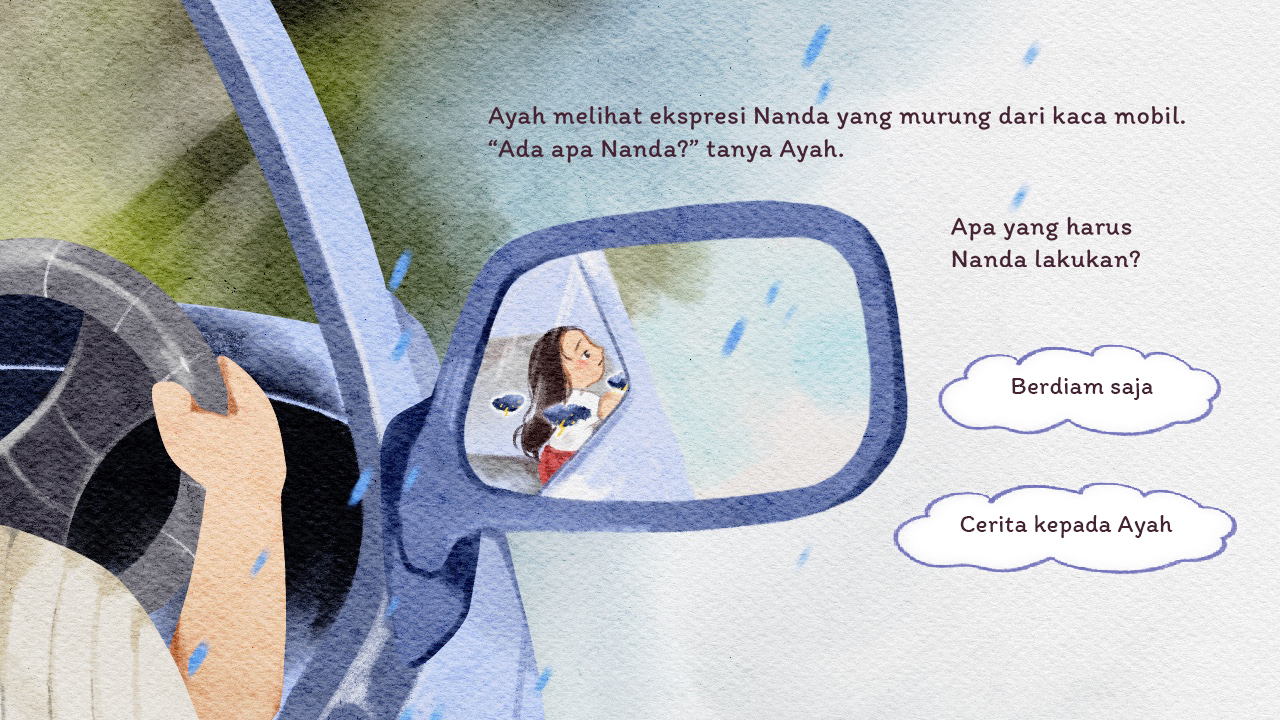 Ayah melihat ekspresi Nanda yang murung dari kaca mobil.
“Ada apa Nanda?” tanya Ayah.
Apa yang harus
Nanda lakukan?
Berdiam saja
Cerita kepada Ayah